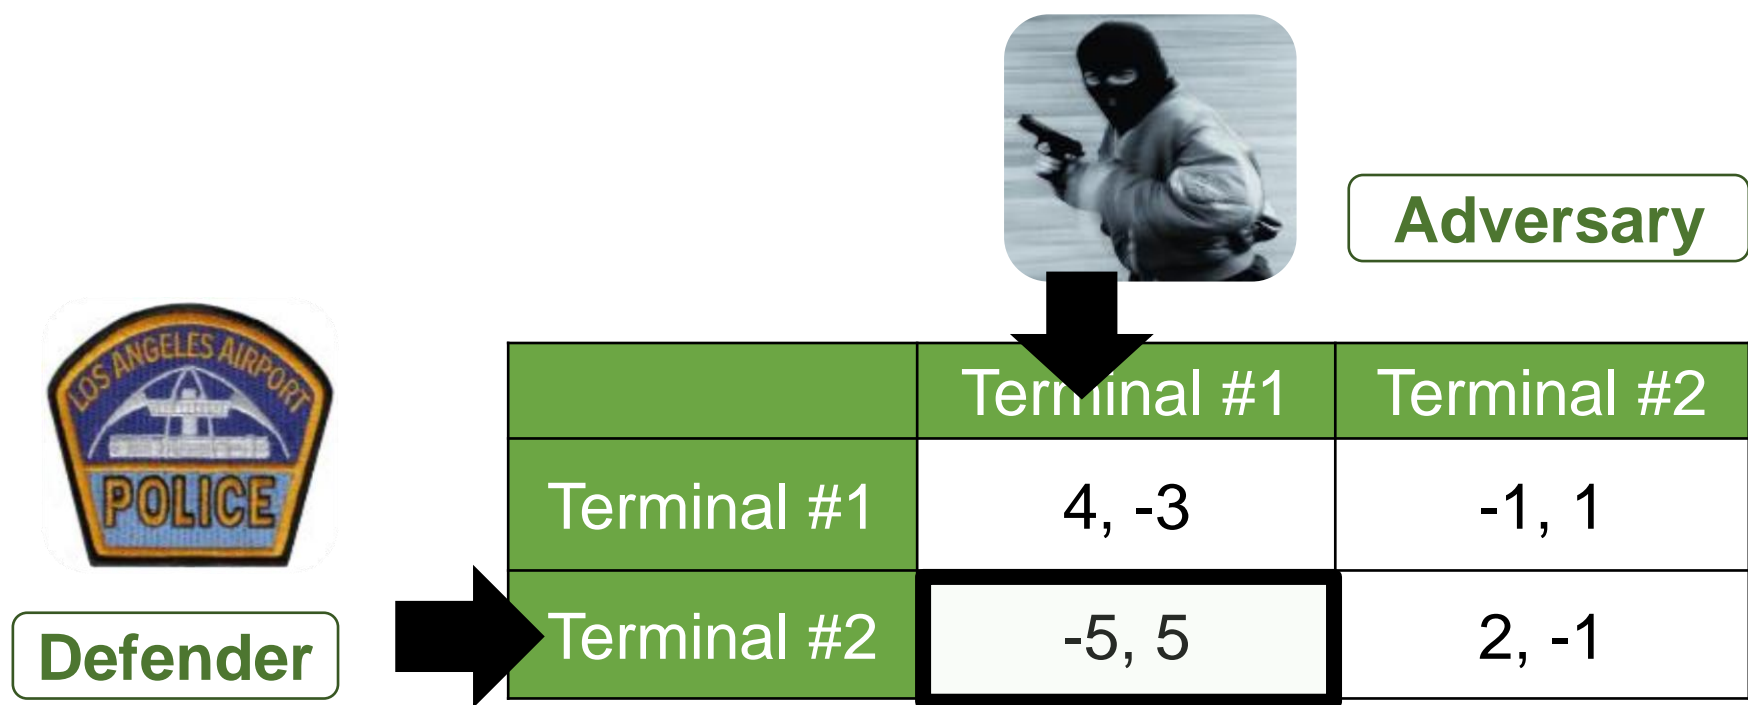 Adversary
LOS ANGELES AIRPORT
POLICE
Defender
Terminal #1 Terminal #2
Terminal #1 4, -3 -1, 1
Terminal #2 -5, 5 2, -1